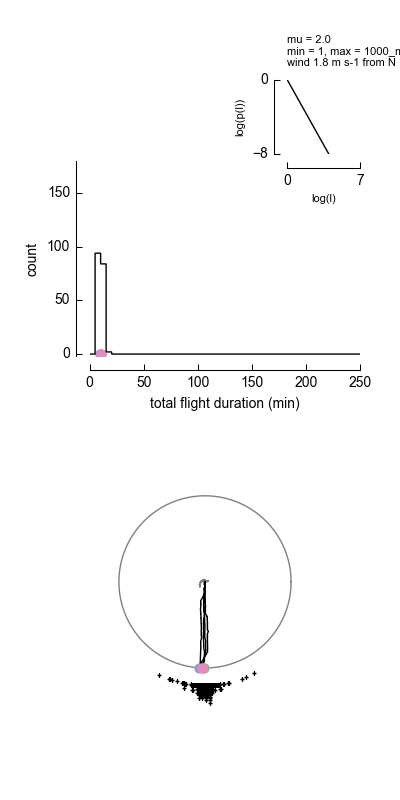 mu = 2.0
min = 1, max = 1000_m
wind 1.8 m s-1 from N
0
log(p(l))
−8
0
7
log(l)
150
100
50
0
count
0
50
100
150
200
250
total flight duration (min)